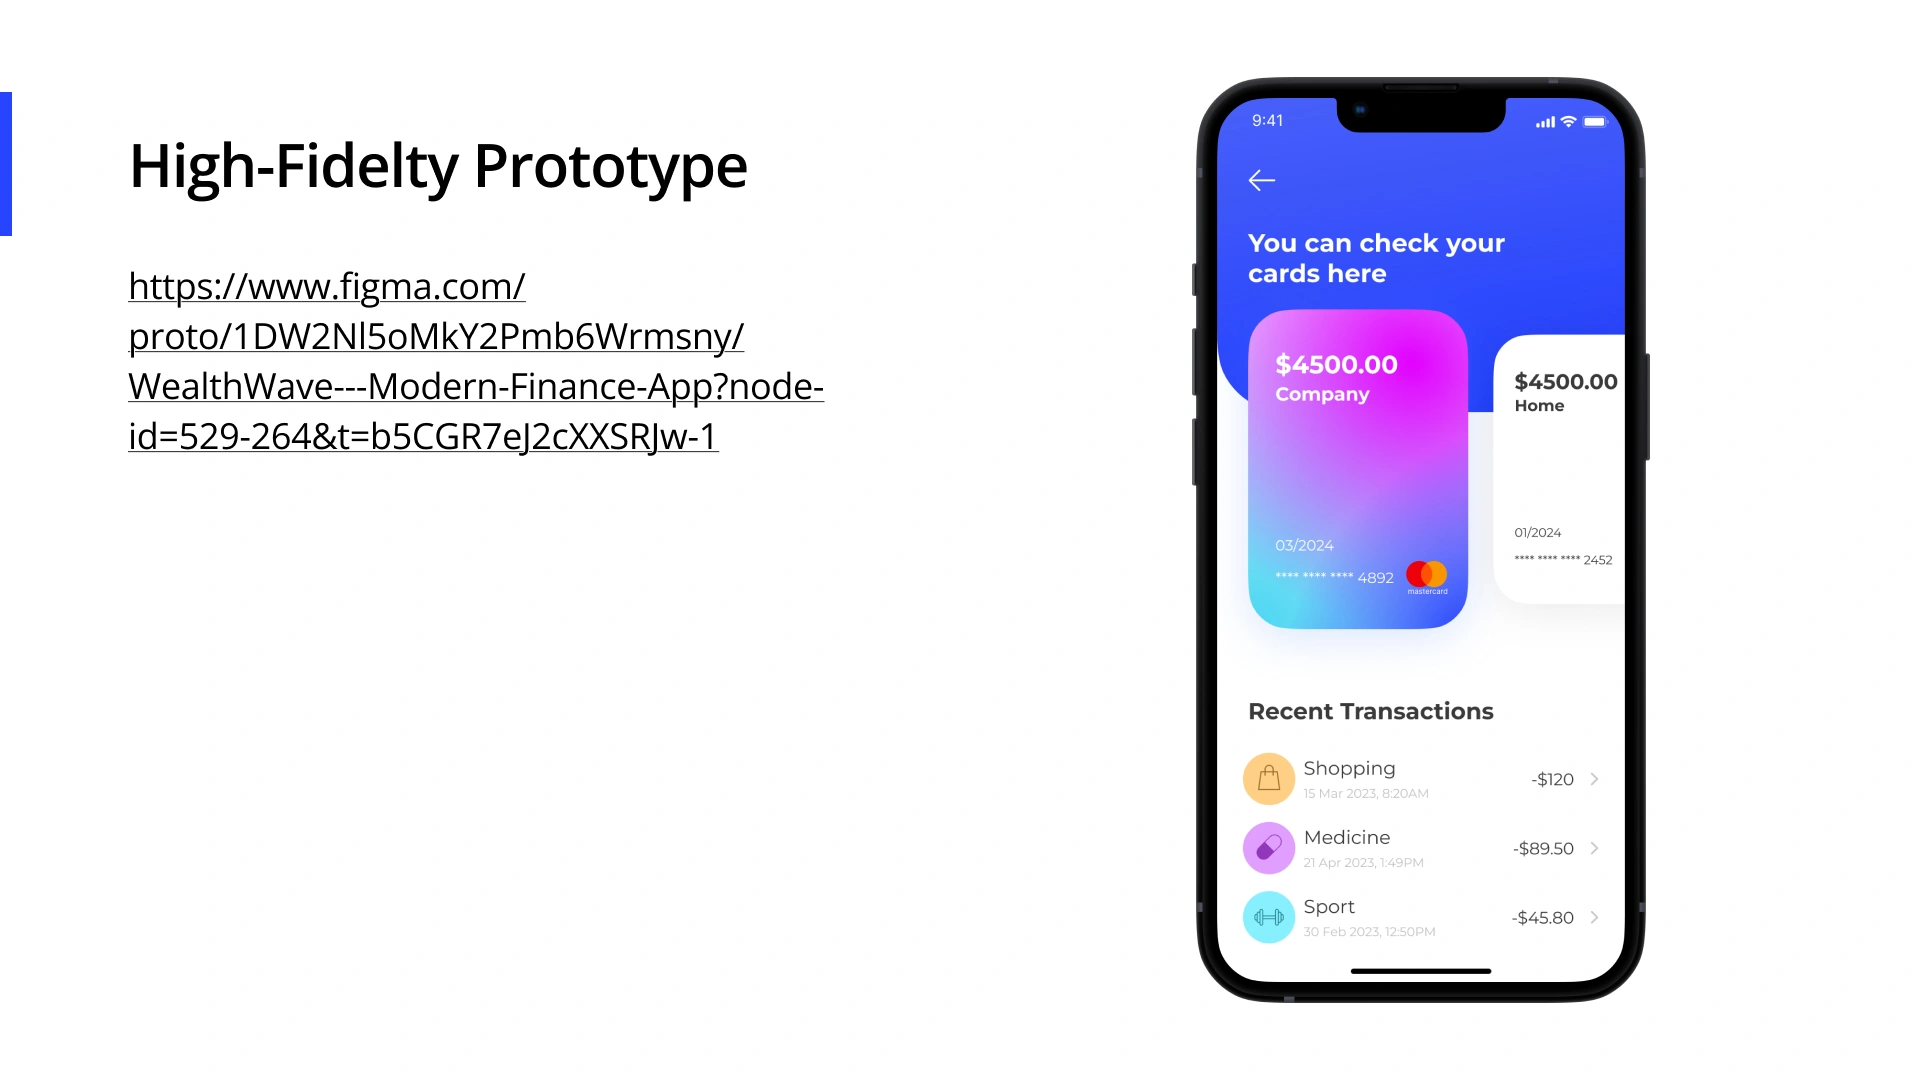 High-Fidelty Prototype
https://www.figma.com/
proto/1DW2Nl5oMkY2Pmb6Wrmsny/
WealthWave---Modern-Finance-App?node-
id=529-264&t=b5CGR7eJ2cXXSRJw-1
9:41
You can check your
cards here
$4500.00
Company
03/2024
**** **** **** 4892
mastercard
$4500.00
Home
01/2024
**** **** **** 2452
Recent Transactions
Shopping
15 Mar 2023, 8:20AM
-$120
Medicine
21 Apr 2023, 1:49PM
-$89.50
Sport
30 Feb 2023, 12:50PM
-$45.80